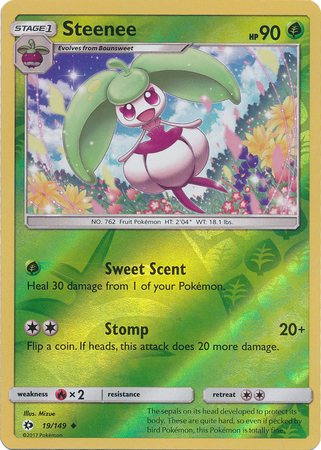 STAGE 1
Steenee
HP 90
Evolves from Bounsweet
NO. 762 Fruit Pokémon HT: 2'04" WT: 18.1 lbs.
Sweet Scent
Heal 30 damage from 1 of your Pokémon.
Stomp 20+
Flip a coin. If heads, this attack does 20 more damage.
weakness × 2 resistance retreat
Illus. Mizue
19/149
©2017 Pokémon
The sepals on its head developed to protect its
body. These are quite hard, so even if pecked by
bird Pokémon, this Pokémon is totally fine.